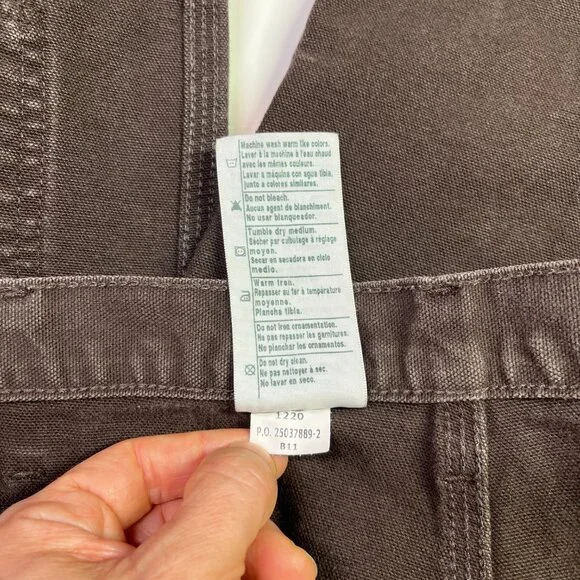 Machine wash warm like colors.
Laver à la machine à l'eau chaud
avec les mêmes couleurs.
Lavar a máquina con agua tibia,
junto a colores similares.
Do not bleach.
Aucun agent de blanchiment.
No usar blanqueador.
Tumble dry medium.
Sécher par culbutage à réglage
moyen.
Secar en secadora en ciclo
medio.
Warm iron.
Repasser au fer à température
moyenne.
Plancha tibia.
Do not iron ornamentation.
Ne pas repasser les garnitures.
No planchar los ornamentos.
Do not dry clean.
Ne pas nettoyer à sec.
No lavar en seco.
1220
P.O. 25037889-2
B11